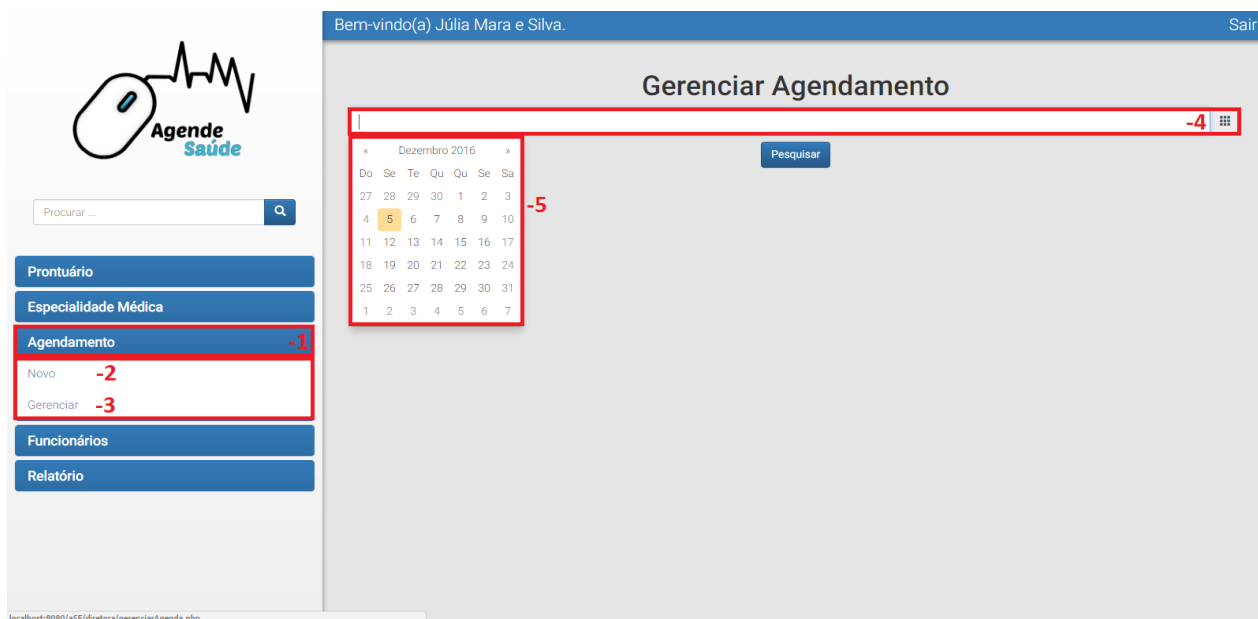 Bem-vindo(a) Júlia Mara e Silva.
Sair
Agende
Saúde
Procurar ...
Prontuário
Especialidade Médica
Agendamento -1
Novo -2
Gerenciar -3
Funcionários
Relatório
Gerenciar Agendamento
-4
Pesquisar
« Dezembro 2016 »
Do Se Te Qu Qu Se Sa
27 28 29 30 1 2 3
4 5 6 7 8 9 10
11 12 13 14 15 16 17
18 19 20 21 22 23 24
25 26 27 28 29 30 31
1 2 3 4 5 6 7
-5